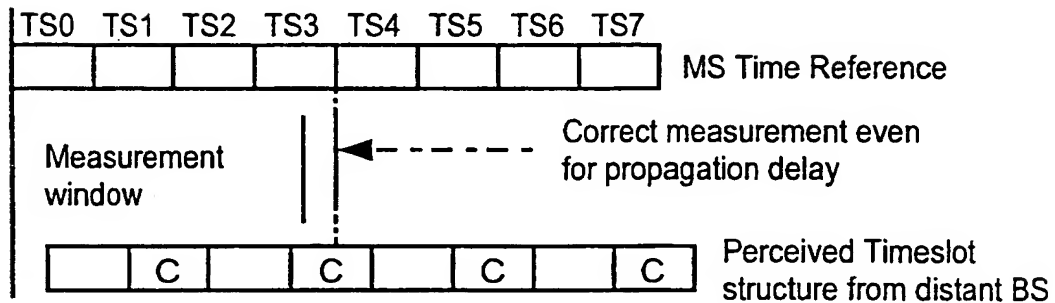 TS0 TS1 TS2 TS3 TS4 TS5 TS6 TS7
MS Time Reference
Correct measurement even
for propagation delay
Measurement
window
C C C C
Perceived Timeslot
structure from distant BS